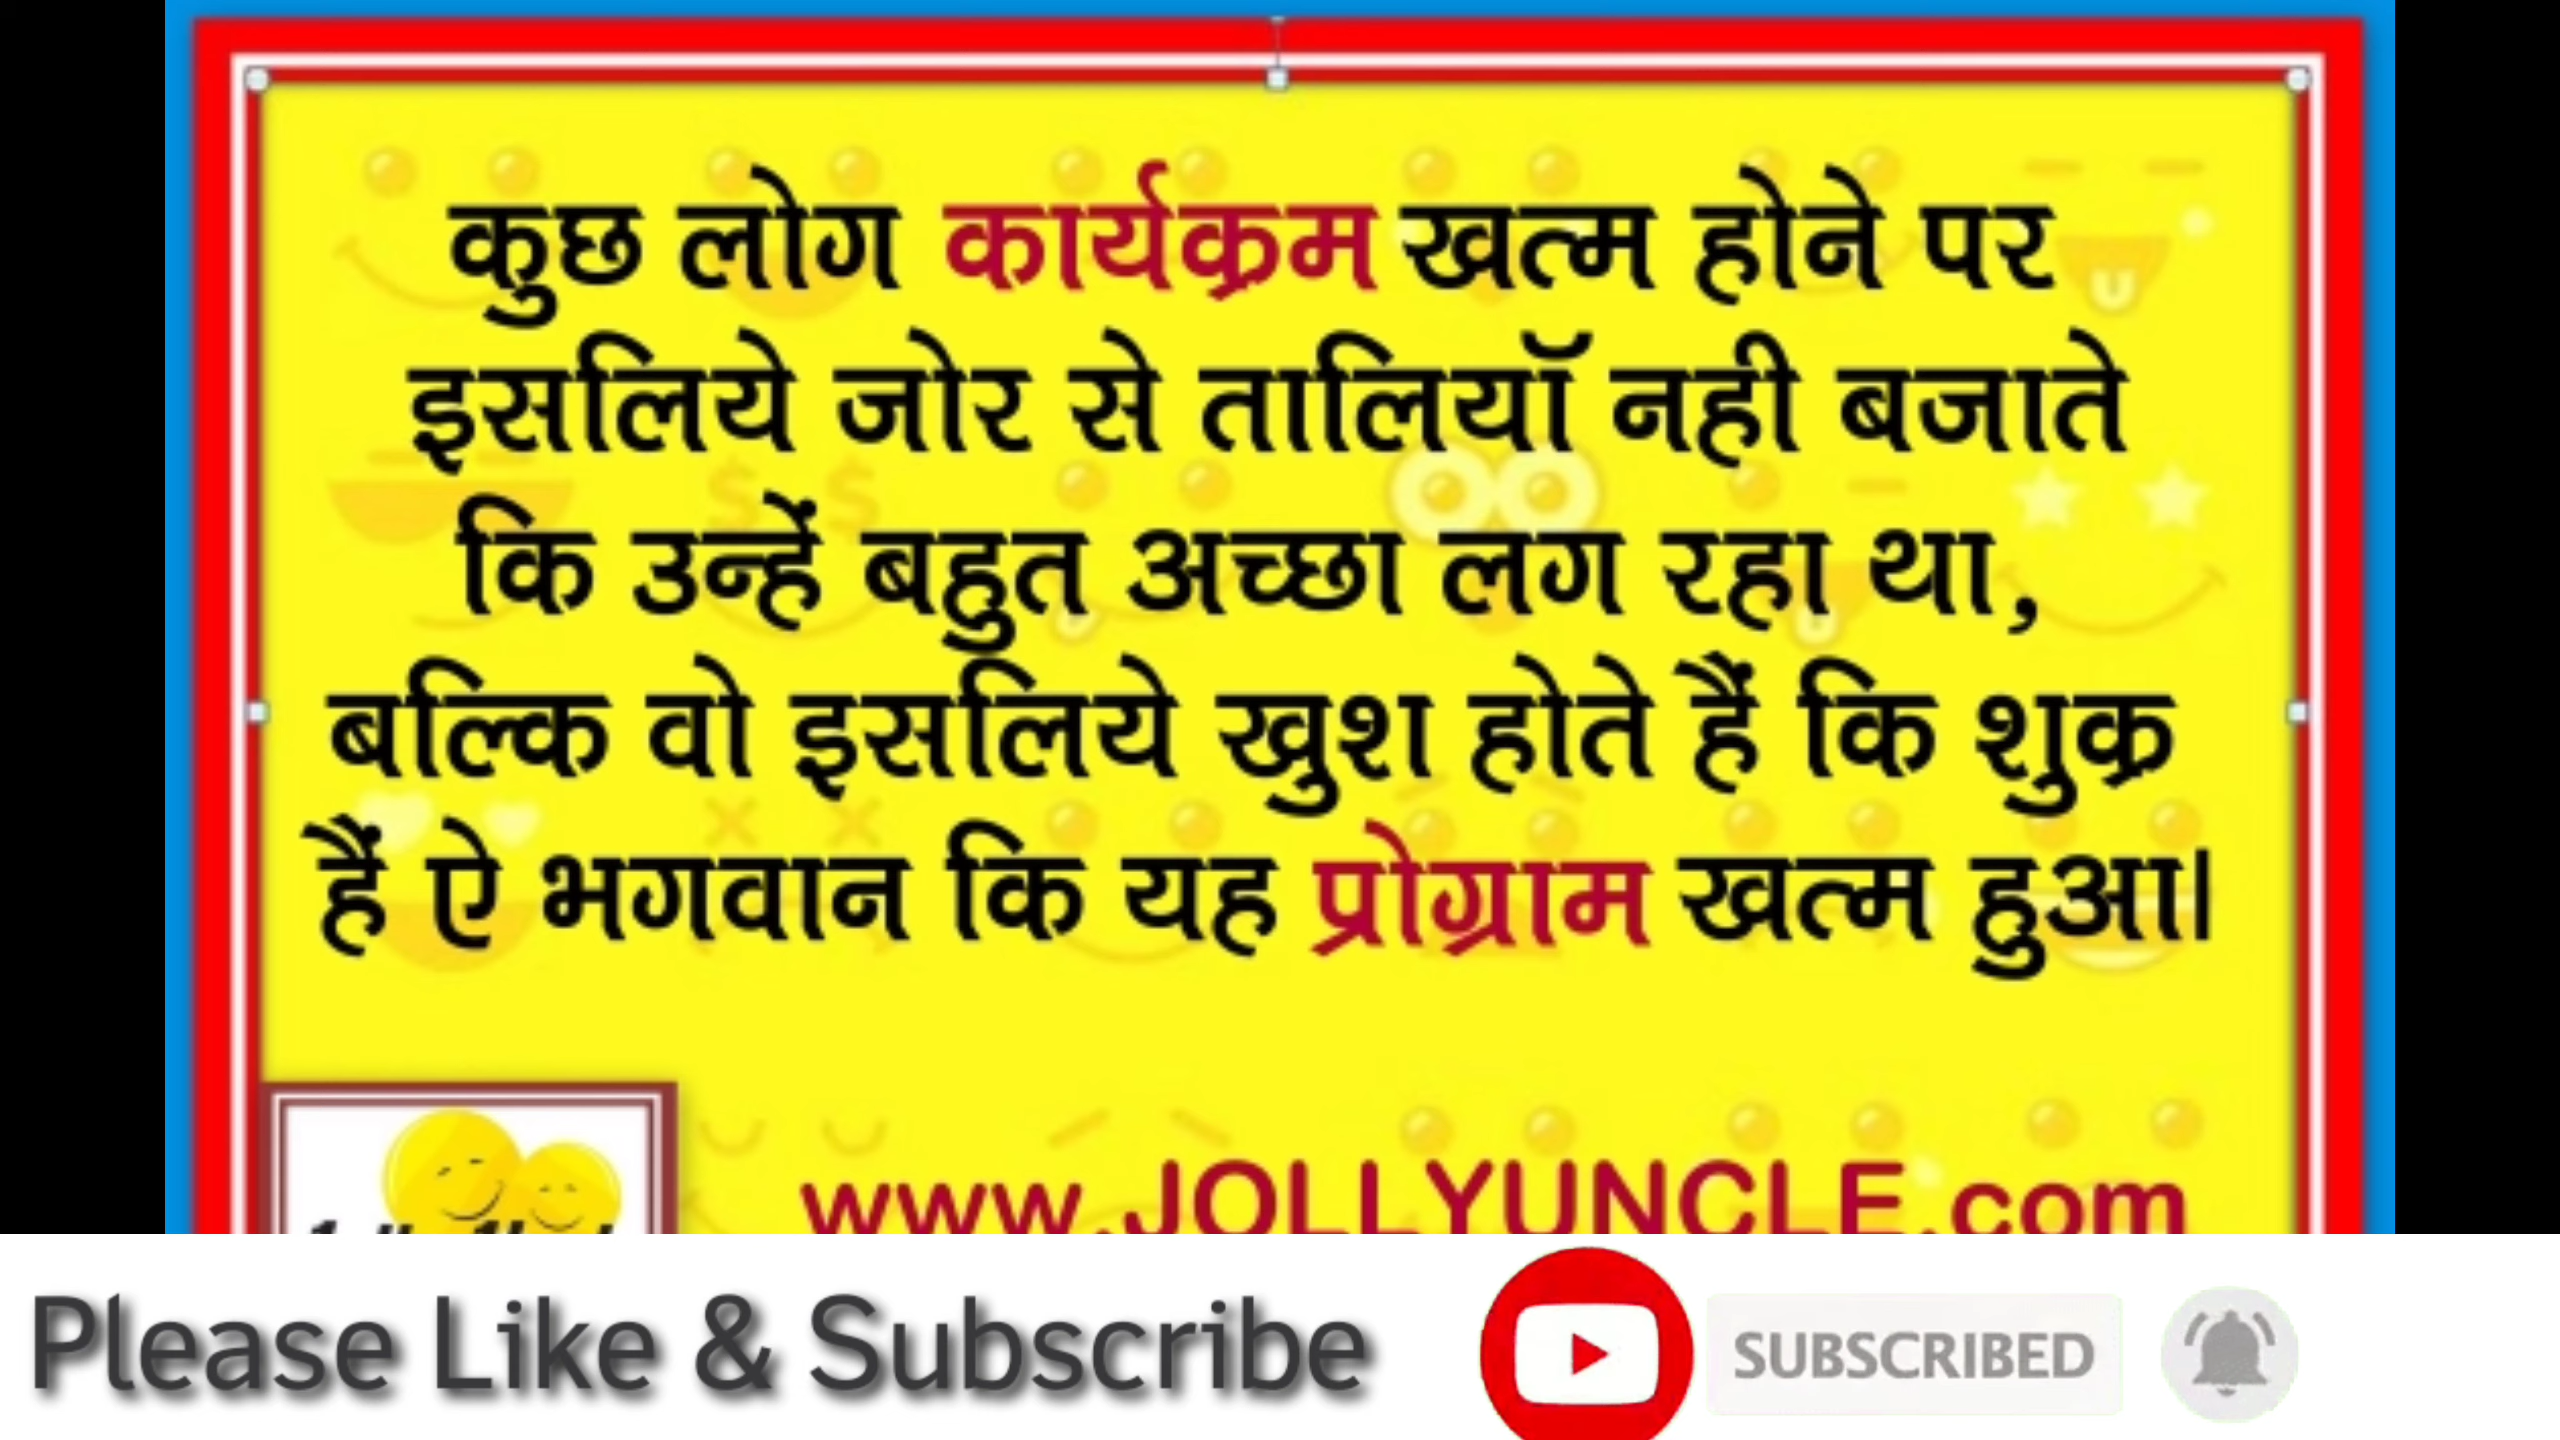 कुछ लोग कार्यक्रम खत्म होने पर
इसलिये जोर से तालियॉ नही बजाते
कि उन्हें बहुत अच्छा लग रहा था,
बल्कि वो इसलिये खुश होते हैं कि शुक्र
हैं ऐ भगवान कि यह प्रोग्राम खत्म हुआ।
www.JOLLYUNCLE.com
Please Like & Subscribe
SUBSCRIBED